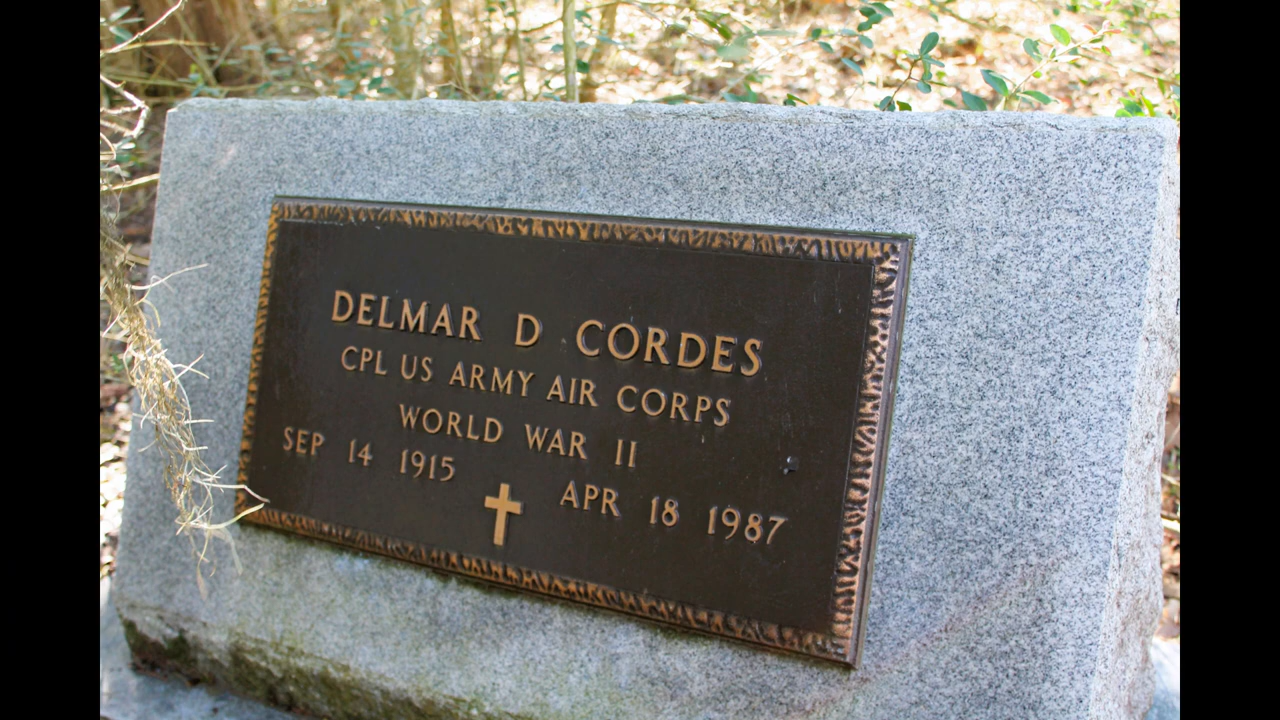 DELMAR D CORDES
CPL US ARMY AIR CORPS
WORLD WAR II
SEP 14 1915 APR 18 1987